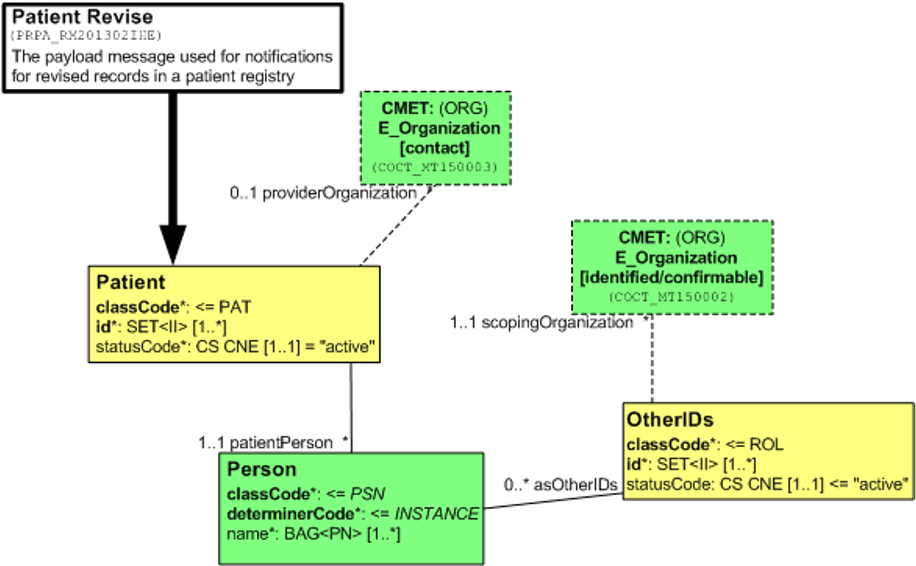 Patient Revise
(PRPA_RM201302IHE)
The payload message used for notifications
for revised records in a patient registry
CMET: (ORG)
E_Organization
[contact]
(COCT_MT150003)
0..1 providerOrganization *
CMET: (ORG)
E_Organization
[identified/confirmable]
(COCT_MT150002)
1..1 scopingOrganization *
Patient
classCode*: <= PAT
id*: SET<II> [1..*]
statusCode*: CS CNE [1..1] = "active"
OtherIDs
classCode*: <= ROL
id*: SET<II> [1..*]
statusCode: CS CNE [1..1] <= "active"
1..1 patientPerson *
Person
classCode*: <= PSN
determinerCode*: <= INSTANCE
name*: BAG<PN> [1..*]
0..* asOtherIDs